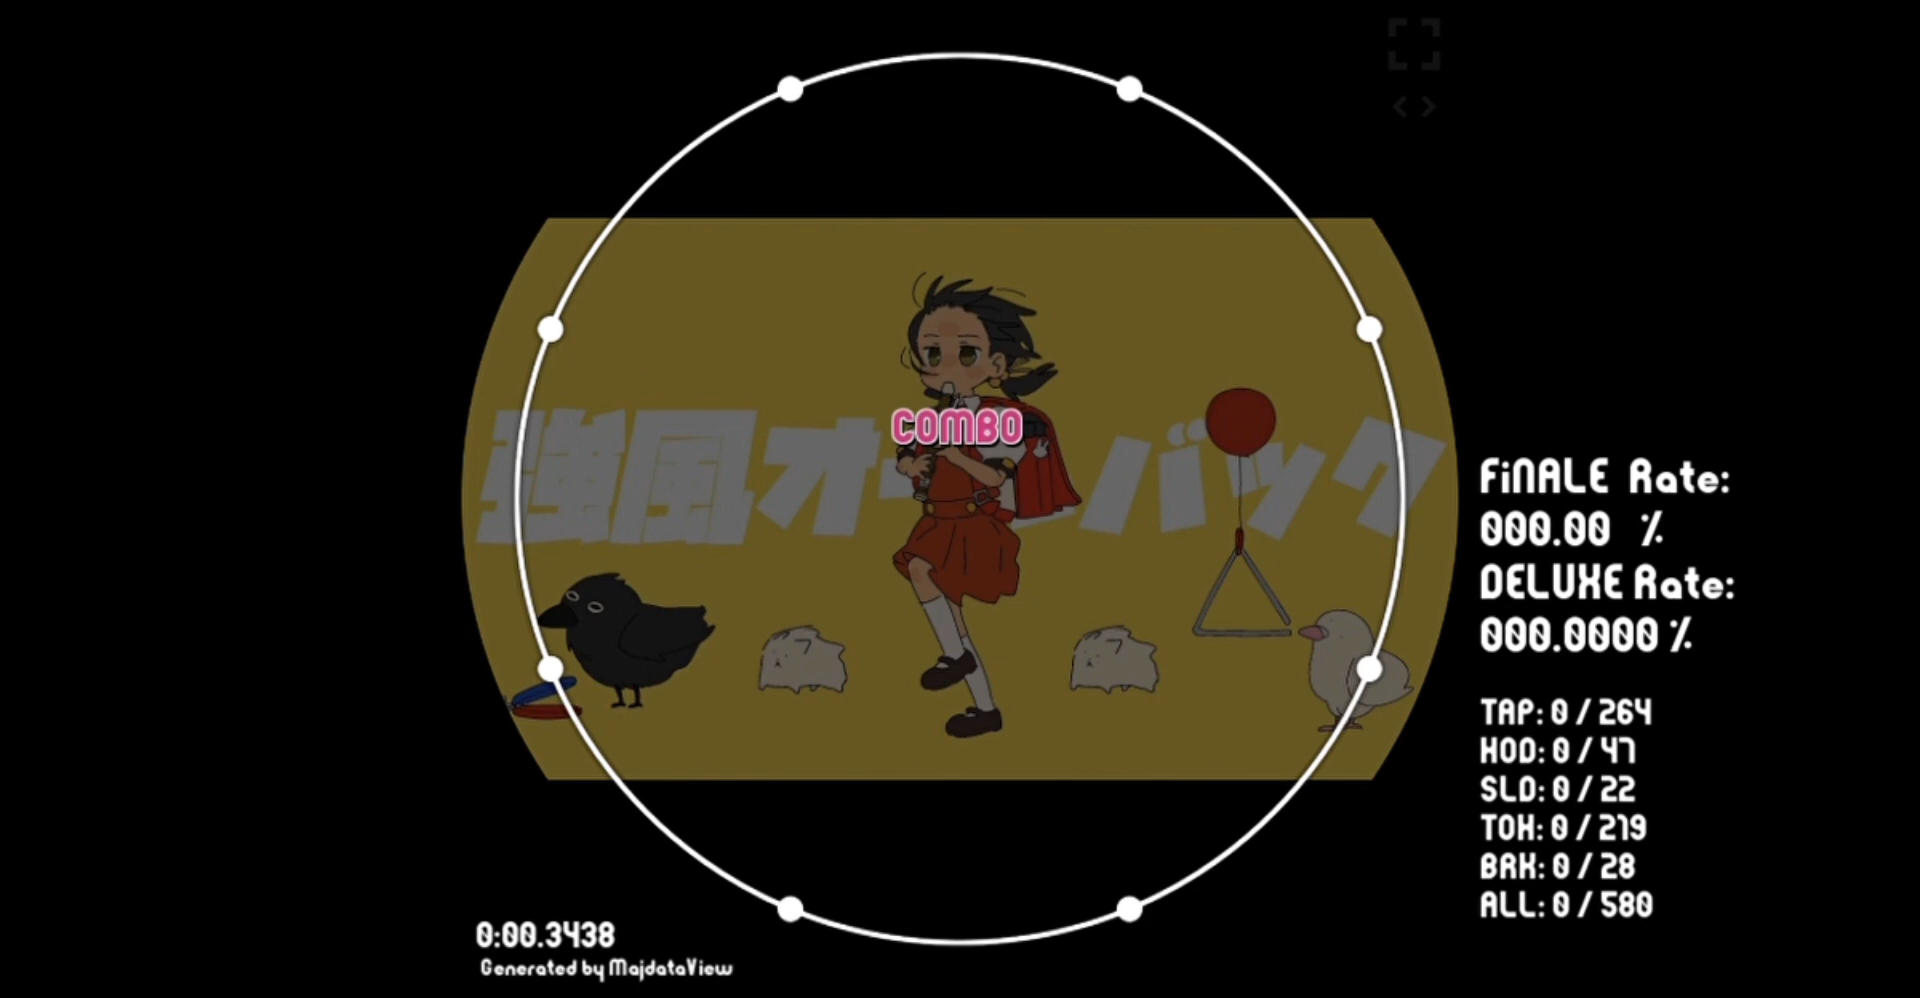 強風オールバック
COMBO
FiNALE Rate:
000.00 %
DELUXE Rate:
000.0000 %
TAP: 0 / 264
HOD: 0 / 47
SLD: 0 / 22
TOH: 0 / 219
BRK: 0 / 28
ALL: 0 / 580
0:00.3438
Generated by MajdataView